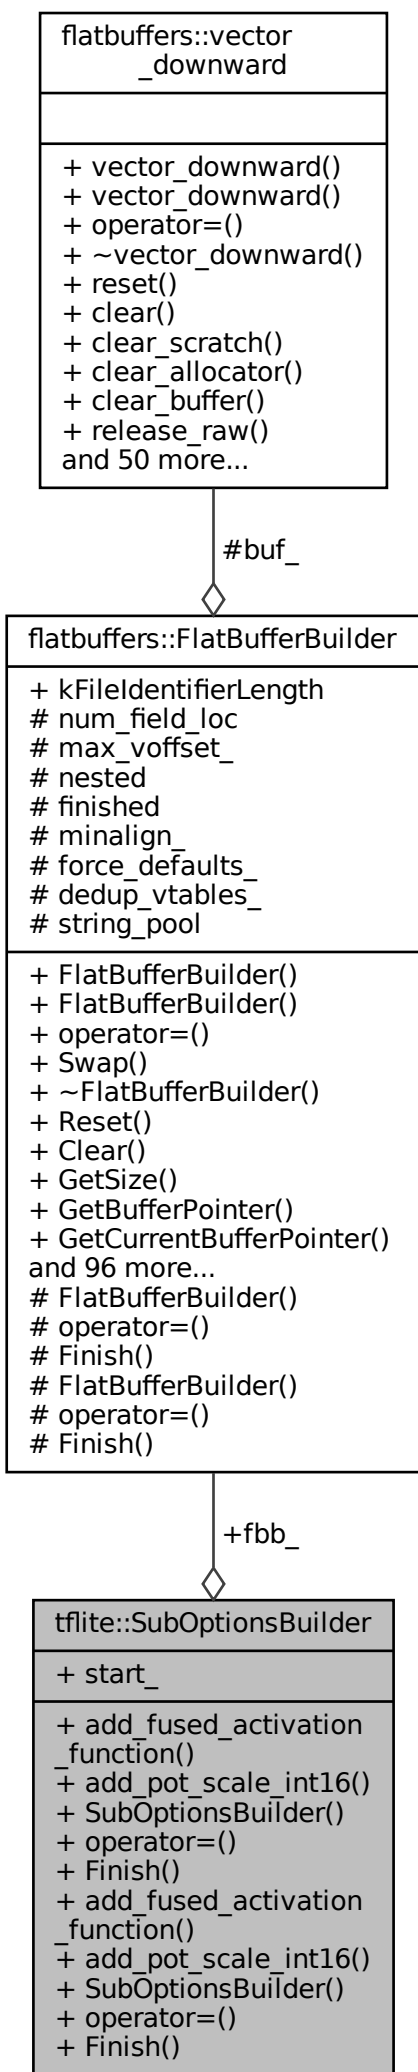 flatbuffers::vector
_downward
+ vector_downward()
+ vector_downward()
+ operator=()
+ ~vector_downward()
+ reset()
+ clear()
+ clear_scratch()
+ clear_allocator()
+ clear_buffer()
+ release_raw()
and 50 more...
#buf_
flatbuffers::FlatBufferBuilder
+ kFileIdentifierLength
# num_field_loc
# max_voffset_
# nested
# finished
# minalign_
# force_defaults_
# dedup_vtables_
# string_pool
+ FlatBufferBuilder()
+ FlatBufferBuilder()
+ operator=()
+ Swap()
+ ~FlatBufferBuilder()
+ Reset()
+ Clear()
+ GetSize()
+ GetBufferPointer()
+ GetCurrentBufferPointer()
and 96 more...
# FlatBufferBuilder()
# operator=()
# Finish()
# FlatBufferBuilder()
# operator=()
# Finish()
+fbb_
tflite::SubOptionsBuilder
+ start_
+ add_fused_activation
_function()
+ add_pot_scale_int16()
+ SubOptionsBuilder()
+ operator=()
+ Finish()
+ add_fused_activation
_function()
+ add_pot_scale_int16()
+ SubOptionsBuilder()
+ operator=()
+ Finish()